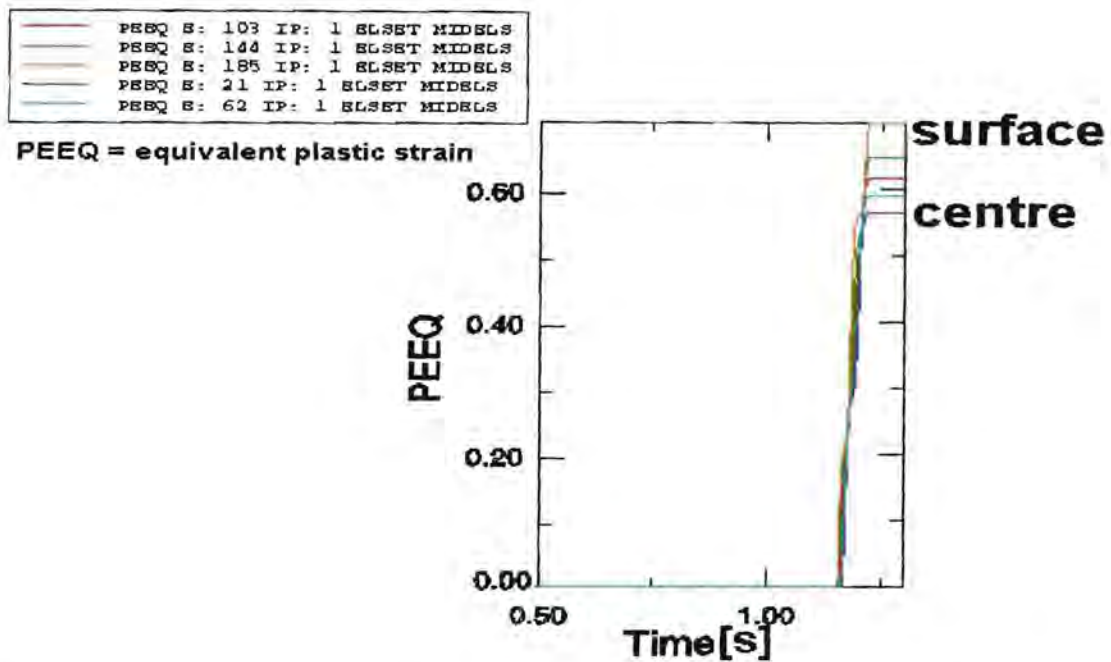 PEEQ E: 103 IP: 1 ELSET MIDELS
PEEQ E: 144 IP: 1 ELSET MIDELS
PEEQ E: 185 IP: 1 ELSET MIDELS
PEEQ E: 21 IP: 1 ELSET MIDELS
PEEQ E: 62 IP: 1 ELSET MIDELS
PEEQ = equivalent plastic strain
surface
centre
0.60
0.40
0.20
0.00
PEEQ
0.50
1.00
Time[s]